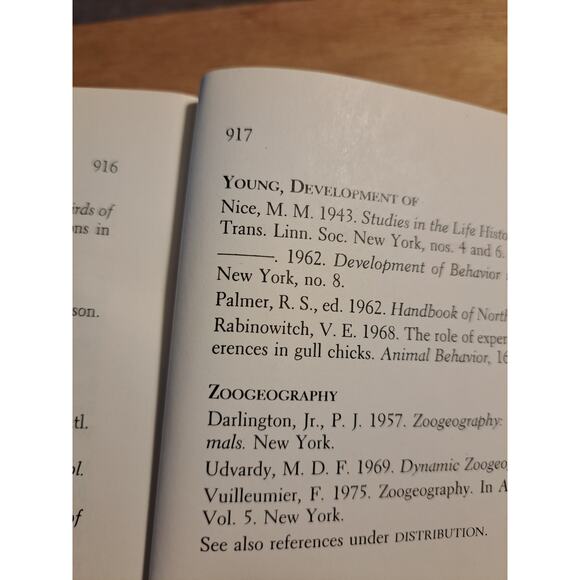 916
irds of
ons in
son.
tl.
ol.
of
917
YOUNG, DEVELOPMENT OF
Nice, M. M. 1943. Studies in the Life Histo
Trans. Linn. Soc. New York, nos. 4 and 6.
———. 1962. Development of Behavior
New York, no. 8.
Palmer, R. S., ed. 1962. Handbook of North
Rabinowitch, V. E. 1968. The role of exper
erences in gull chicks. Animal Behavior, 16
ZOOGEOGRAPHY
Darlington, Jr., P. J. 1957. Zoogeography:
mals. New York.
Udvardy, M. D. F. 1969. Dynamic Zoogeo
Vuilleumier, F. 1975. Zoogeography. In A
Vol. 5. New York.
See also references under DISTRIBUTION.